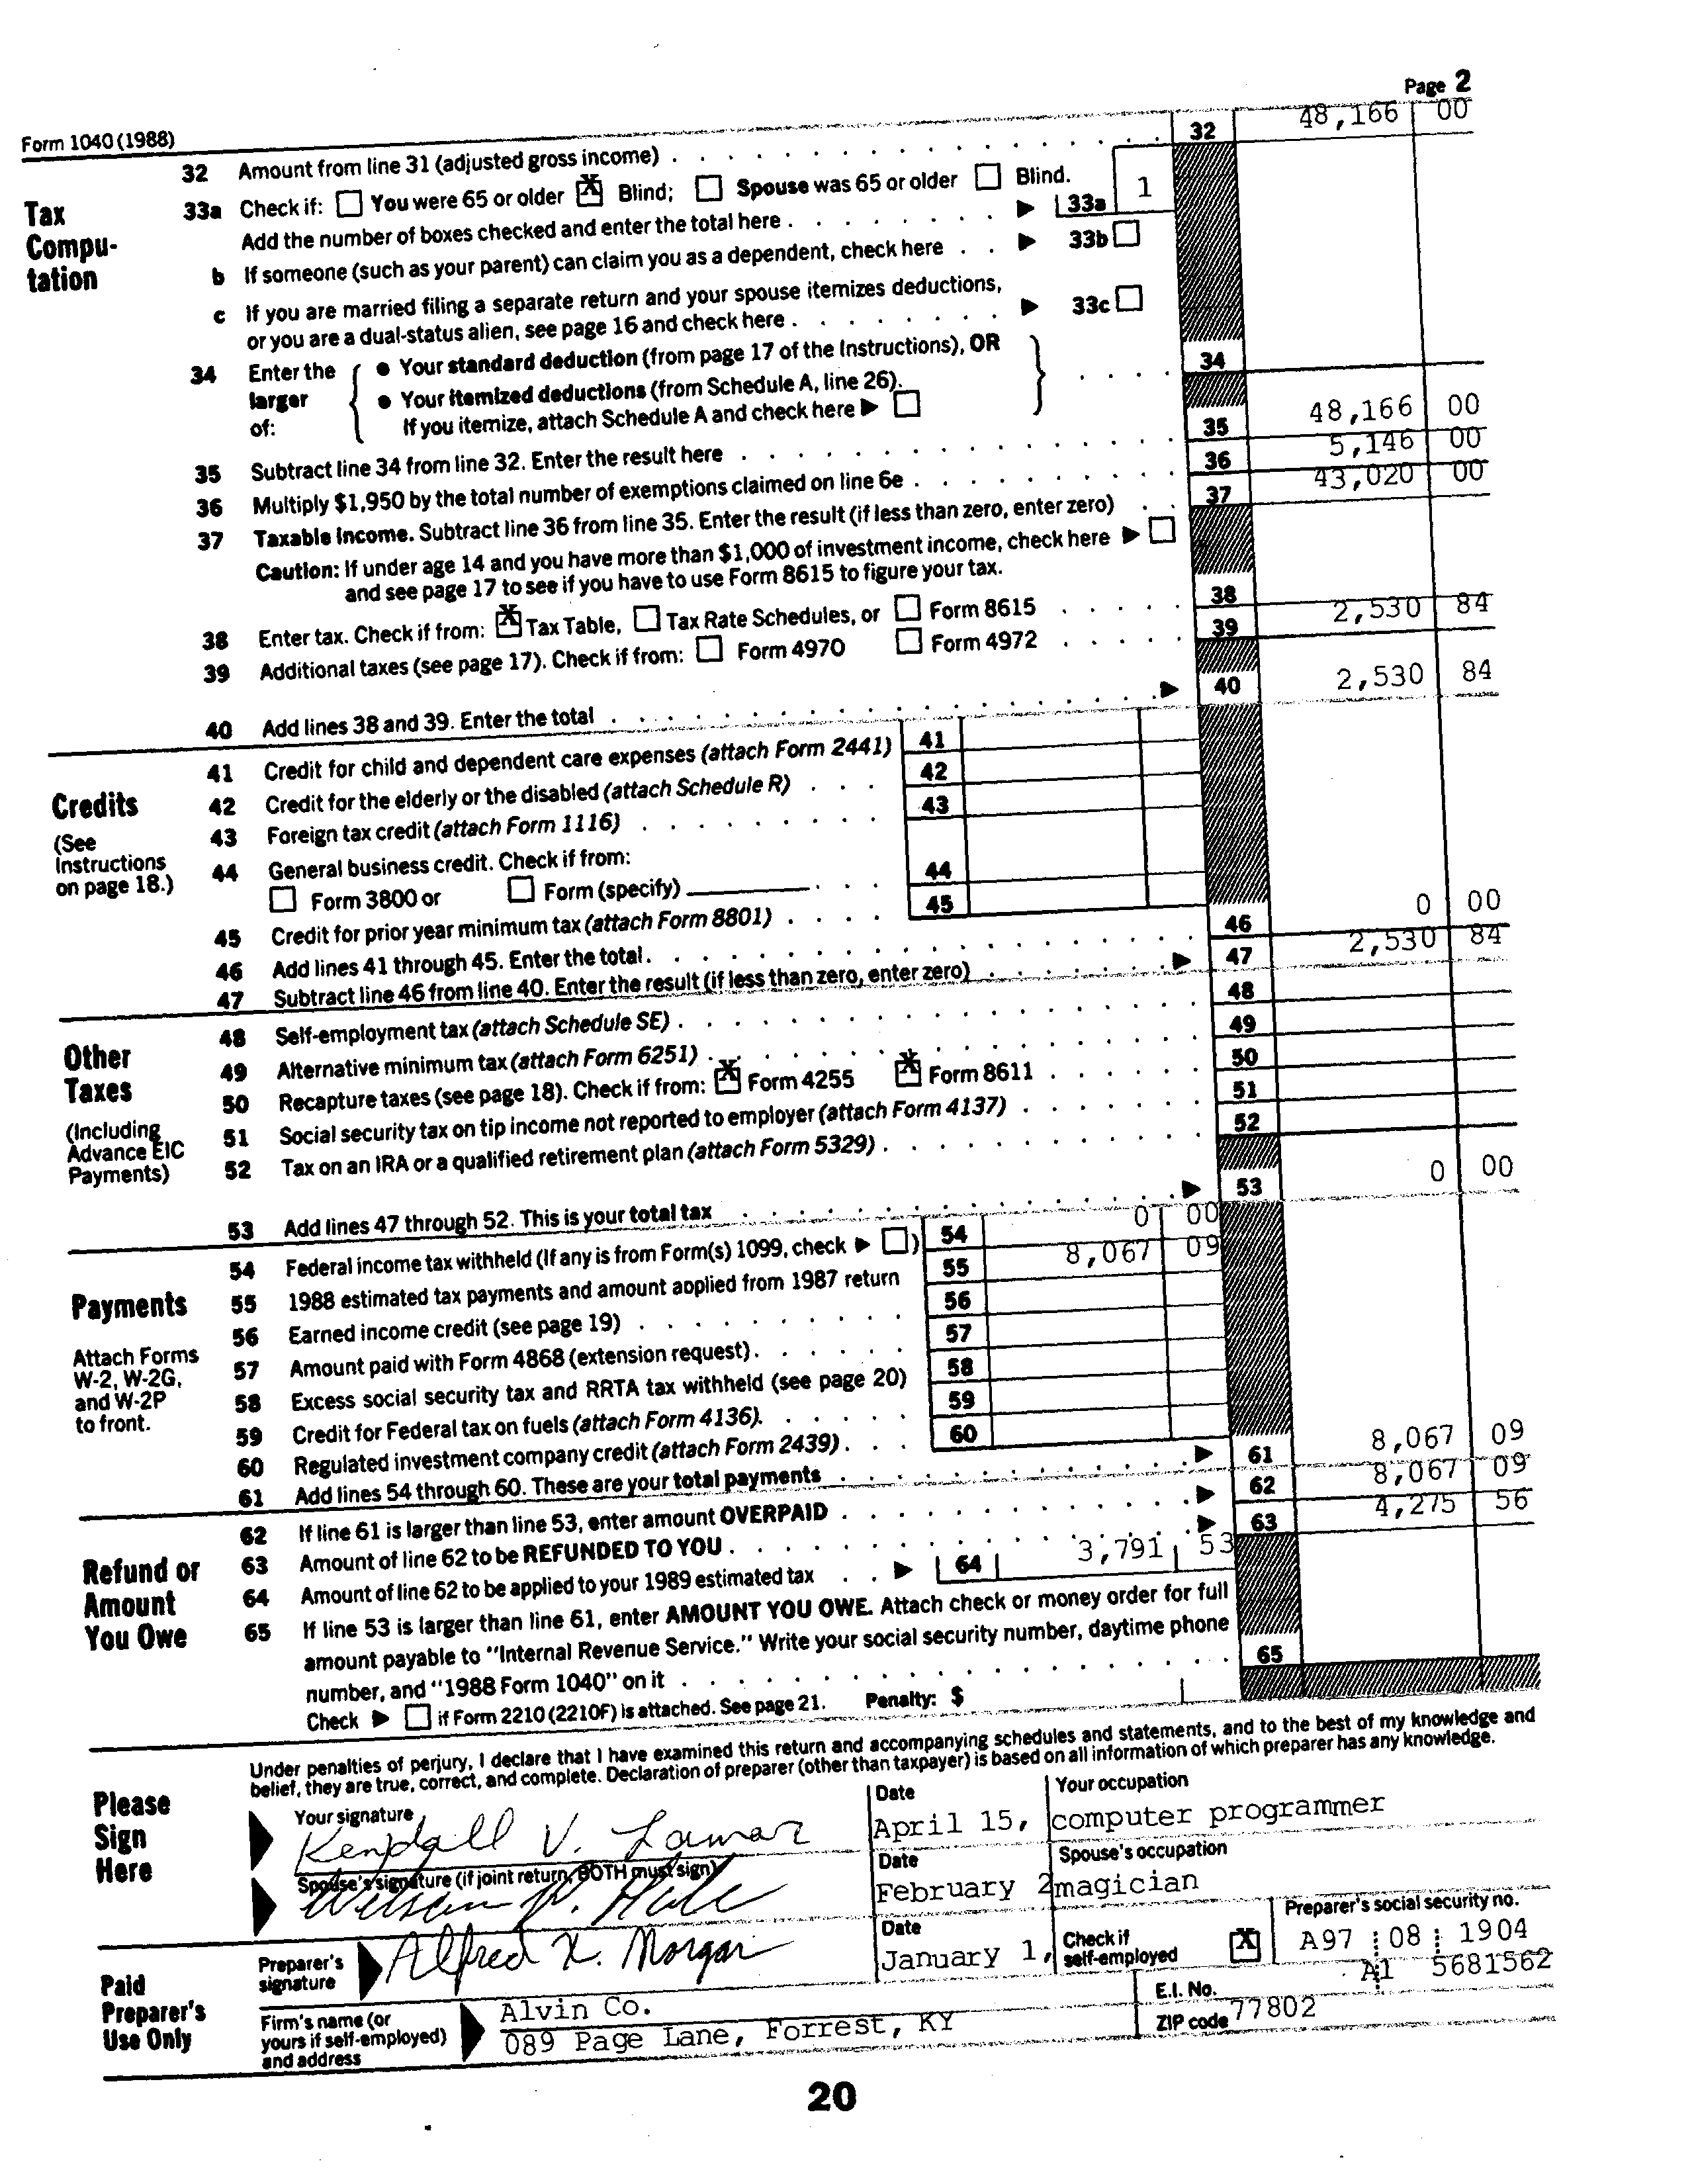 Form 1040 (1988) Page 2
32 Amount from line 31 (adjusted gross income) 32 48,166 00
Tax Compu-tation
33a Check if: You were 65 or older X Blind; Spouse was 65 or older Blind.
Add the number of boxes checked and enter the total here 33a 1
b If someone (such as your parent) can claim you as a dependent, check here 33b
c If you are married filing a separate return and your spouse itemizes deductions,
or you are a dual-status alien, see page 16 and check here 33c
34 Enter the larger of: { • Your standard deduction (from page 17 of the Instructions), OR } 34
• Your itemized deductions (from Schedule A, line 26).
If you itemize, attach Schedule A and check here
35 Subtract line 34 from line 32. Enter the result here 35 48,166 00
36 Multiply $1,950 by the total number of exemptions claimed on line 6e 36 5,146 00
37 Taxable income. Subtract line 36 from line 35. Enter the result (if less than zero, enter zero) 37 43,020 00
Caution: If under age 14 and you have more than $1,000 of investment income, check here
and see page 17 to see if you have to use Form 8615 to figure your tax.
38 Enter tax. Check if from: X Tax Table, Tax Rate Schedules, or Form 8615 38 2,530 84
39 Additional taxes (see page 17). Check if from: Form 4970 Form 4972 39
40 Add lines 38 and 39. Enter the total 40 2,530 84
Credits
(See Instructions on page 18.)
41 Credit for child and dependent care expenses (attach Form 2441) 41
42 Credit for the elderly or the disabled (attach Schedule R) 42
43 Foreign tax credit (attach Form 1116) 43
44 General business credit. Check if from:
Form 3800 or Form (specify) 44
45 Credit for prior year minimum tax (attach Form 8801) 45
46 Add lines 41 through 45. Enter the total 46 0 00
47 Subtract line 46 from line 40. Enter the result (if less than zero, enter zero) 47 2,530 84
Other Taxes
(Including Advance EIC Payments)
48 Self-employment tax (attach Schedule SE) 48
49 Alternative minimum tax (attach Form 6251) 49
50 Recapture taxes (see page 18). Check if from: X Form 4255 X Form 8611 50
51 Social security tax on tip income not reported to employer (attach Form 4137) 51
52 Tax on an IRA or a qualified retirement plan (attach Form 5329) 52
53 Add lines 47 through 52. This is your total tax 53 0 00
Payments
Attach Forms W-2, W-2G, and W-2P to front.
54 Federal income tax withheld (If any is from Form(s) 1099, check ) 54 0 00
55 1988 estimated tax payments and amount applied from 1987 return 55 8,067 09
56 Earned income credit (see page 19) 56
57 Amount paid with Form 4868 (extension request) 57
58 Excess social security tax and RRTA tax withheld (see page 20) 58
59 Credit for Federal tax on fuels (attach Form 4136). 59
60 Regulated investment company credit (attach Form 2439) 60
61 Add lines 54 through 60. These are your total payments 61 8,067 09
Refund or Amount You Owe
62 If line 61 is larger than line 53, enter amount OVERPAID 62 8,067 09
63 Amount of line 62 to be REFUNDED TO YOU 63 4,275 56
64 Amount of line 62 to be applied to your 1989 estimated tax 64 3,791 53
65 If line 53 is larger than line 61, enter AMOUNT YOU OWE. Attach check or money order for full
amount payable to "Internal Revenue Service." Write your social security number, daytime phone
number, and "1988 Form 1040" on it 65
Check if Form 2210 (2210F) is attached. See page 21. Penalty: $
Please Sign Here
Under penalties of perjury, I declare that I have examined this return and accompanying schedules and statements, and to the best of my knowledge and
belief, they are true, correct, and complete. Declaration of preparer (other than taxpayer) is based on all information of which preparer has any knowledge.
Your signature Date Your occupation
Kendall V. Lamar April 15, computer programmer
Spouse's signature (if joint return, BOTH must sign) Date Spouse's occupation
W. Hale February 2 magician
Paid Preparer's Use Only
Preparer's signature Alfred X. Morgan Date January 1, Check if self-employed X Preparer's social security no. A97 08 1904
Firm's name (or yours if self-employed) and address Alvin Co. E.I. No. A1 5681562
089 Page Lane, Forrest, KY ZIP code 77802
20